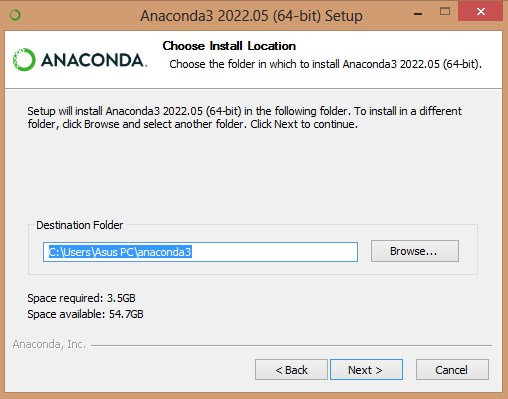 Anaconda3 2022.05 (64-bit) Setup
ANACONDA.
Choose Install Location
Choose the folder in which to install Anaconda3 2022.05 (64-bit).
Setup will install Anaconda3 2022.05 (64-bit) in the following folder. To install in a different
folder, click Browse and select another folder. Click Next to continue.
Destination Folder
C:\Users\Asus PC\anaconda3
Browse...
Space required: 3.5GB
Space available: 54.7GB
Anaconda, Inc.
< Back
Next >
Cancel